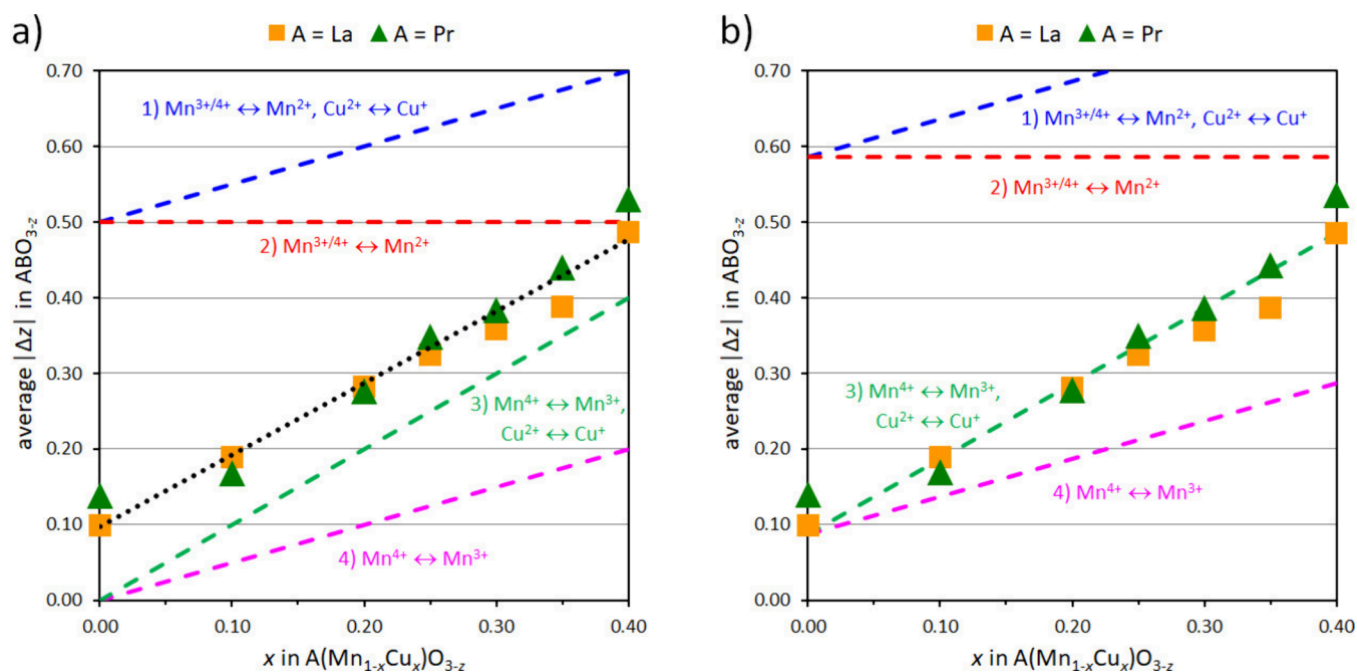 a)
A = La A = Pr
0.70
0.60
0.50
0.40
0.30
0.20
0.10
0.00
average |Δz| in ABO₃₋z
1) Mn³⁺/⁴⁺ ↔ Mn²⁺, Cu²⁺ ↔ Cu⁺
2) Mn³⁺/⁴⁺ ↔ Mn²⁺
3) Mn⁴⁺ ↔ Mn³⁺,
Cu²⁺ ↔ Cu⁺
4) Mn⁴⁺ ↔ Mn³⁺
0.00 0.10 0.20 0.30 0.40
x in A(Mn₁₋ₓCuₓ)O₃₋z
b)
A = La A = Pr
0.70
0.60
0.50
0.40
0.30
0.20
0.10
0.00
average |Δz| in ABO₃₋z
1) Mn³⁺/⁴⁺ ↔ Mn²⁺, Cu²⁺ ↔ Cu⁺
2) Mn³⁺/⁴⁺ ↔ Mn²⁺
3) Mn⁴⁺ ↔ Mn³⁺,
Cu²⁺ ↔ Cu⁺
4) Mn⁴⁺ ↔ Mn³⁺
0.00 0.10 0.20 0.30 0.40
x in A(Mn₁₋ₓCuₓ)O₃₋z